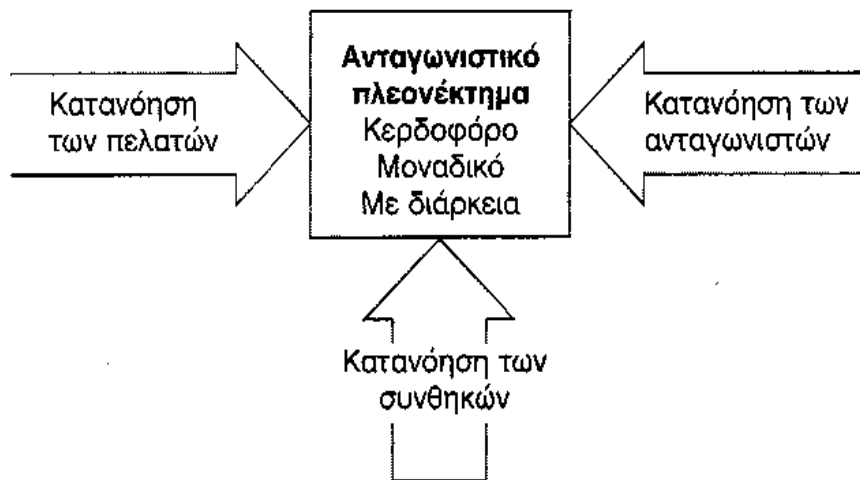 Ανταγωνιστικό
πλεονέκτημα
Κερδοφόρο
Μοναδικό
Με διάρκεια
Κατανόηση
των πελατών
Κατανόηση των
ανταγωνιστών
Κατανόηση των
συνθηκών